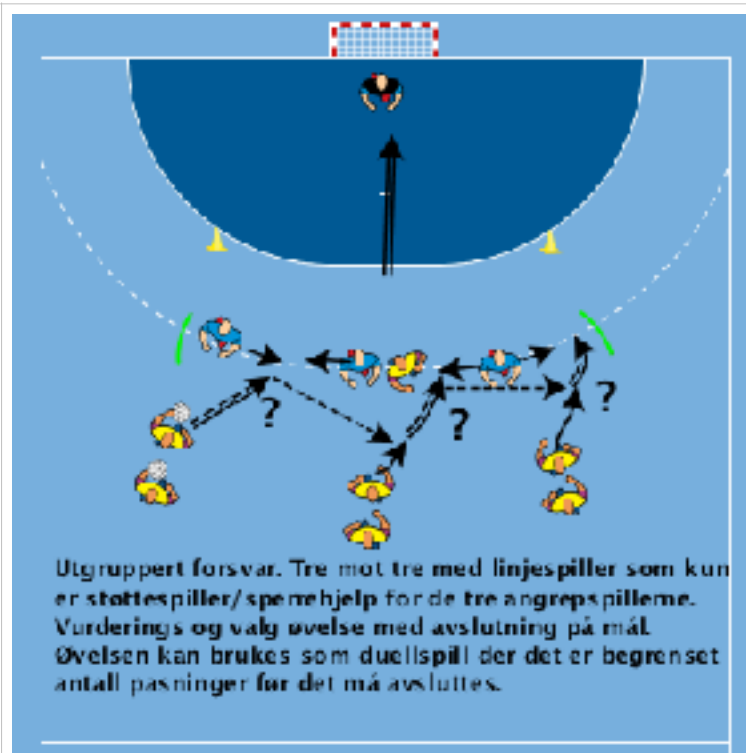 ?
?
?
Utgruppert forsvar. Tre mot tre med linjespiller som kun
er støttespiller/sperrehjelp for de tre angrepspillerne.
Vurderings og valg øvelse med avslutning på mål.
Øvelsen kan brukes som duellspill der det er begrenset
antall pasninger før det må avsluttes.